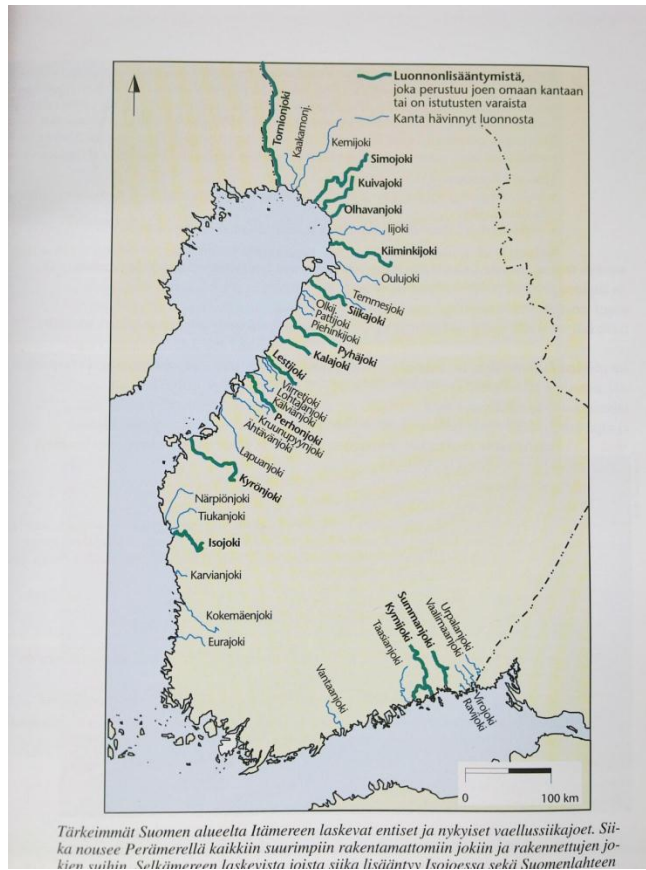 Luonnonlisääntymistä,
joka perustuu joen omaan kantaan
tai on istutusten varaista
Kanta hävinnyt luonnosta
Tornionjoki
Kaakamonj.
Kemijoki
Simojoki
Kuivajoki
Olhavanjoki
Iijoki
Kiiminkijoki
Oulujoki
Temmesjoki
Siikajoki
Olkij.
Pattijoki
Piehinkijoki
Pyhäjoki
Kalajoki
Lestijoki
Viirretjoki
Lohtajanjoki
Kälviänjoki
Perhonjoki
Kruunupyynjoki
Ähtävänjoki
Lapuanjoki
Kyrönjoki
Närpiönjoki
Tiukanjoki
Isojoki
Karvianjoki
Kokemäenjoki
Eurajoki
Vantaanjoki
Taasianjoki
Kymijoki
Summanjoki
Vaalimaanjoki
Urpalanjoki
Virojoki
Ravijoki
0 100 km
Tärkeimmät Suomen alueelta Itämereen laskevat entiset ja nykyiset vaellussiikajoet. Sii-
ka nousee Perämerellä kaikkiin suurimpiin rakentamattomiin jokiin ja rakennettujen jo-
kien suihin. Selkämereen laskevista joista siika lisääntyy Isojoessa sekä Suomenlahteen